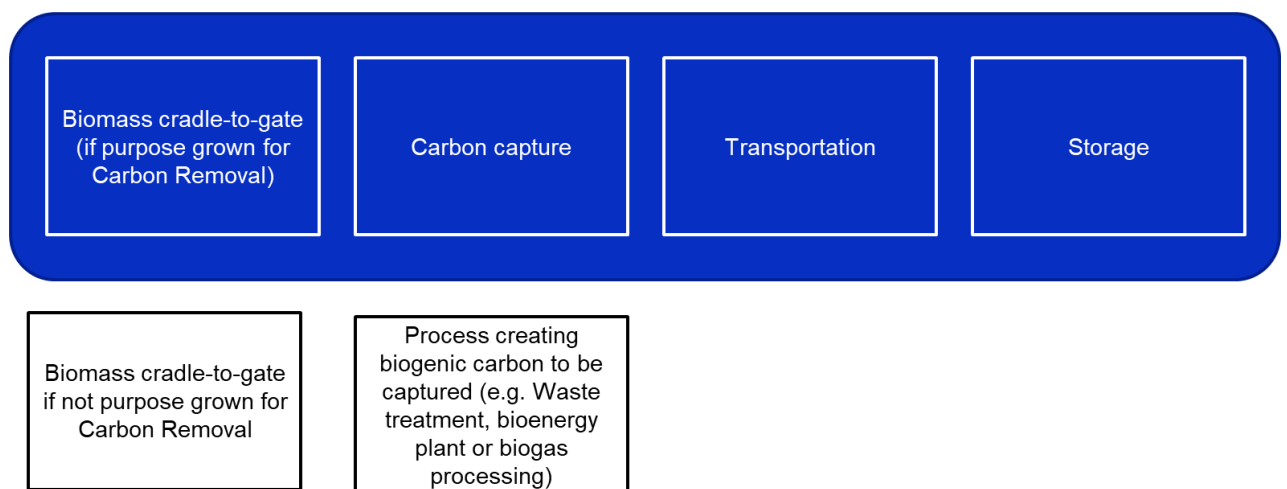 Biomass cradle-to-gate
(if purpose grown for
Carbon Removal)
Carbon capture
Transportation
Storage
Biomass cradle-to-gate
if not purpose grown for
Carbon Removal
Process creating
biogenic carbon to be
captured (e.g. Waste
treatment, bioenergy
plant or biogas
processing)